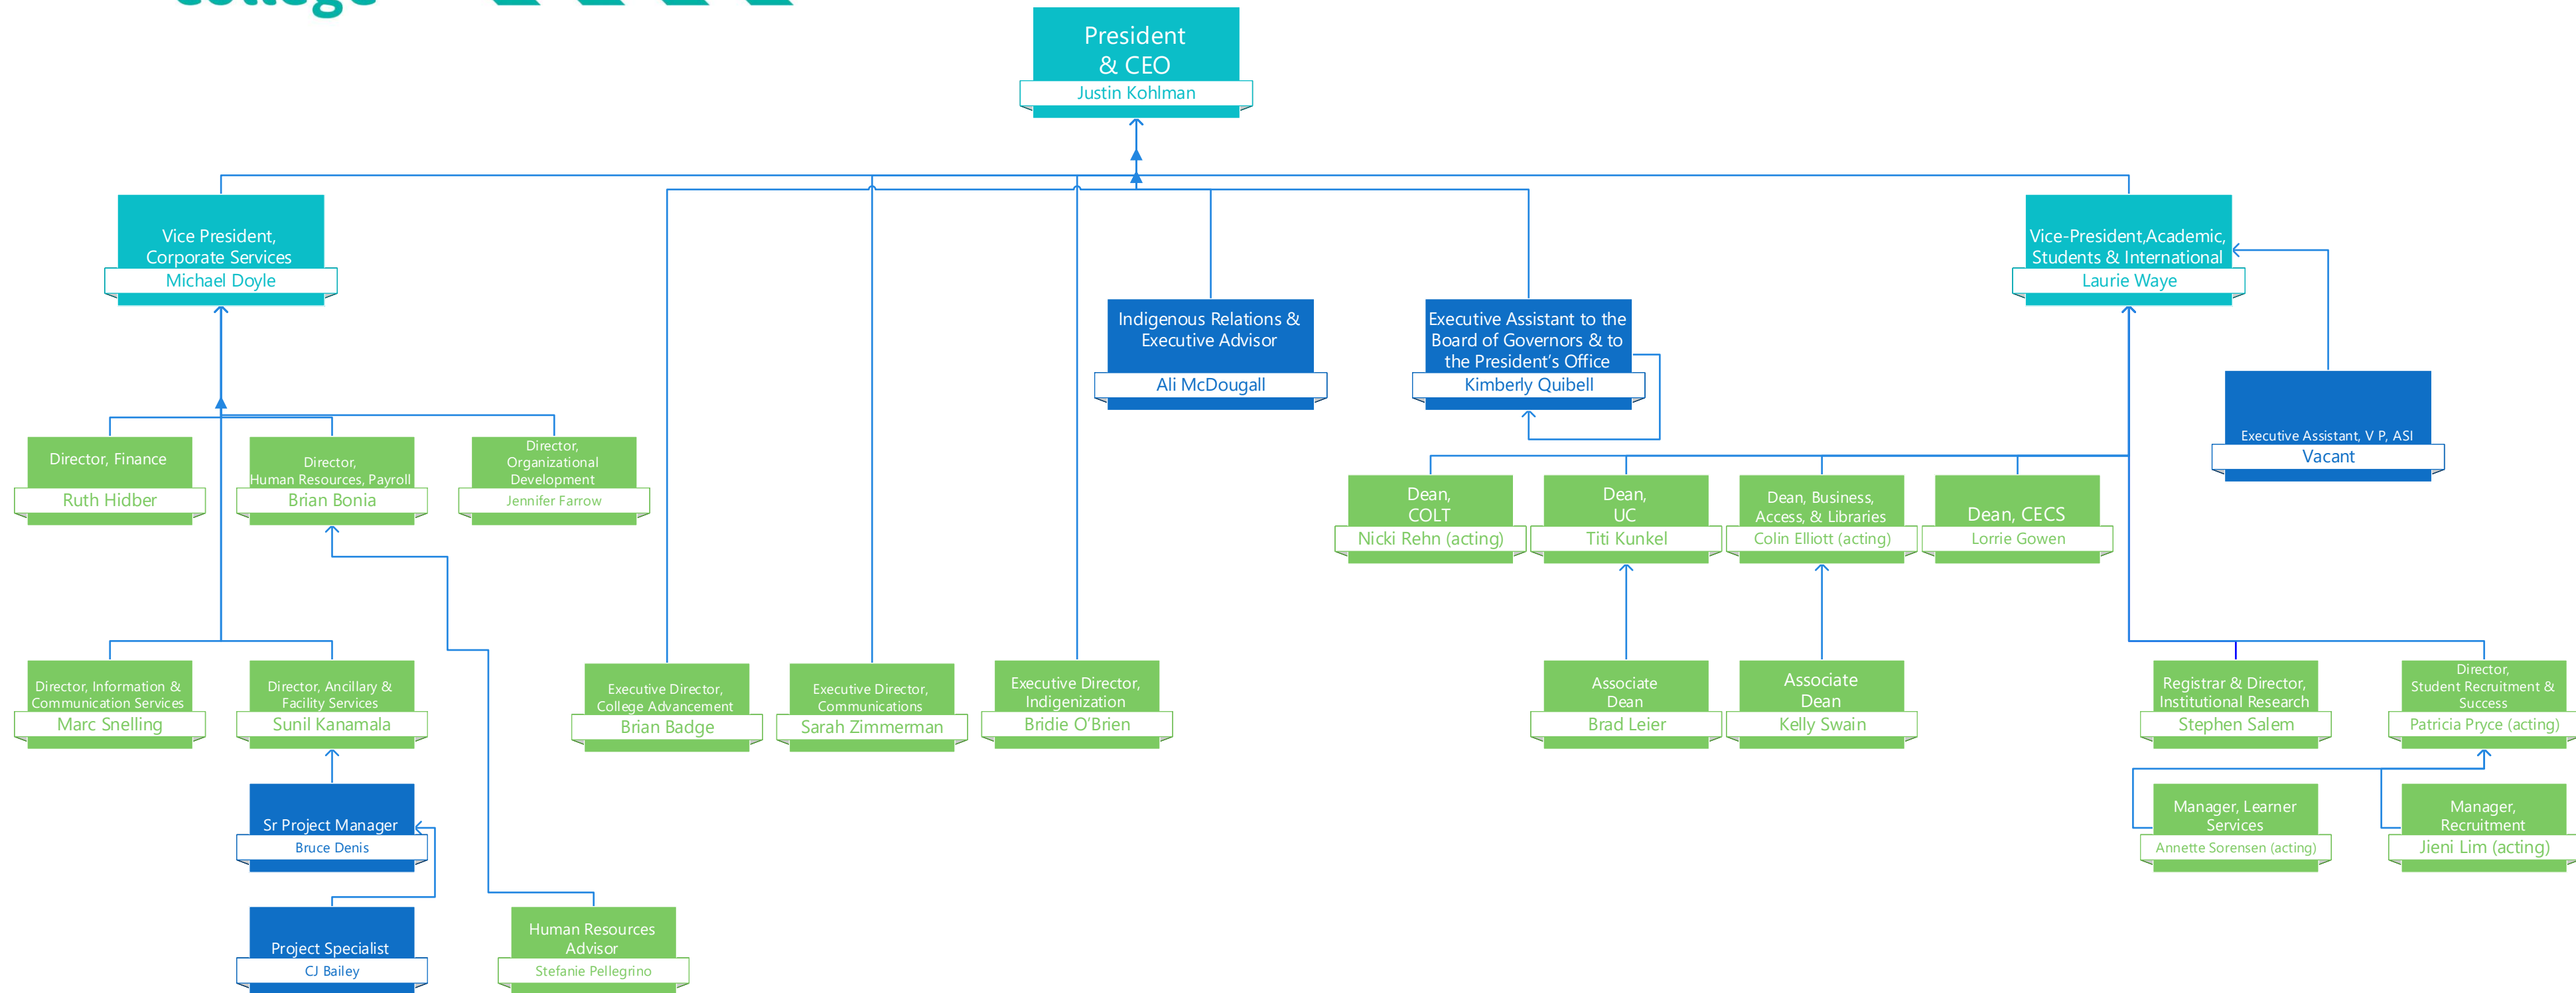 College
President
& CEO
Justin Kohlman
Vice President,
Corporate Services
Michael Doyle
Vice-President,Academic,
Students & International
Laurie Waye
Indigenous Relations &
Executive Advisor
Ali McDougall
Executive Assistant to the
Board of Governors & to
the President's Office
Kimberly Quibell
Executive Assistant, V P, ASI
Vacant
Director, Finance
Ruth Hidber
Director,
Human Resources, Payroll
Brian Bonia
Director,
Organizational
Development
Jennifer Farrow
Dean,
COLT
Nicki Rehn (acting)
Dean,
UC
Titi Kunkel
Dean, Business,
Access, & Libraries
Colin Elliott (acting)
Dean, CECS
Lorrie Gowen
Director, Information &
Communication Services
Marc Snelling
Director, Ancillary &
Facility Services
Sunil Kanamala
Executive Director,
College Advancement
Brian Badge
Executive Director,
Communications
Sarah Zimmerman
Executive Director,
Indigenization
Bridie O'Brien
Associate
Dean
Brad Leier
Associate
Dean
Kelly Swain
Registrar & Director,
Institutional Research
Stephen Salem
Director,
Student Recruitment &
Success
Patricia Pryce (acting)
Sr Project Manager
Bruce Denis
Manager, Learner
Services
Annette Sorensen (acting)
Manager,
Recruitment
Jieni Lim (acting)
Project Specialist
CJ Bailey
Human Resources
Advisor
Stefanie Pellegrino